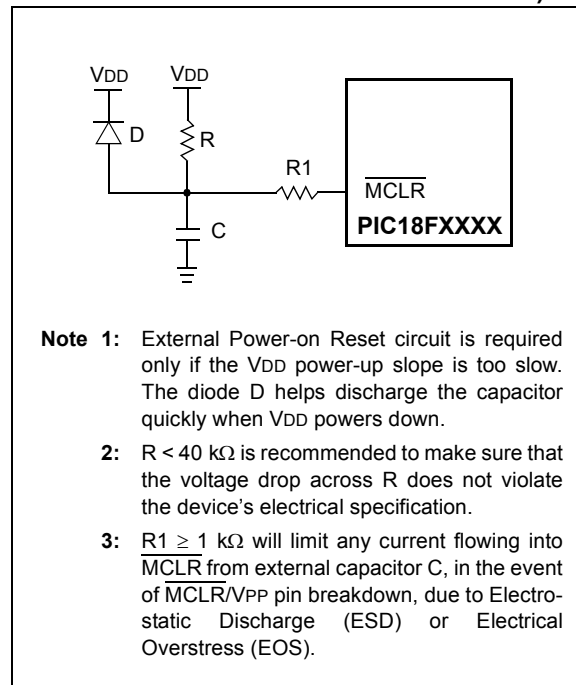 VDD VDD
D
R
R1
MCLR
PIC18FXXXX
C
Note 1: External Power-on Reset circuit is required
only if the VDD power-up slope is too slow.
The diode D helps discharge the capacitor
quickly when VDD powers down.
2: R < 40 kΩ is recommended to make sure that
the voltage drop across R does not violate
the device's electrical specification.
3: R1 ≥ 1 kΩ will limit any current flowing into
MCLR from external capacitor C, in the event
of MCLR/VPP pin breakdown, due to Electro-
static Discharge (ESD) or Electrical
Overstress (EOS).